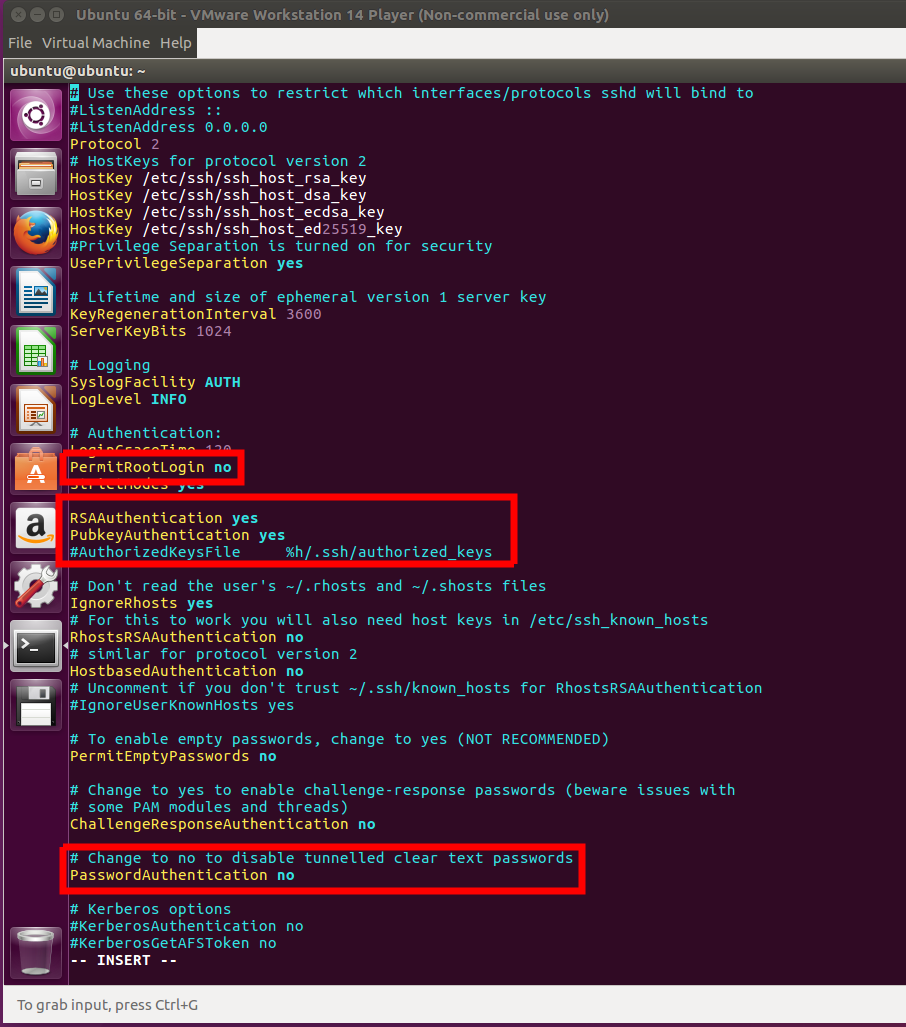 Ubuntu 64-bit - VMware Workstation 14 Player (Non-commercial use only)
File Virtual Machine Help
ubuntu@ubuntu: ~
# Use these options to restrict which interfaces/protocols sshd will bind to
#ListenAddress ::
#ListenAddress 0.0.0.0
Protocol 2
# HostKeys for protocol version 2
HostKey /etc/ssh/ssh_host_rsa_key
HostKey /etc/ssh/ssh_host_dsa_key
HostKey /etc/ssh/ssh_host_ecdsa_key
HostKey /etc/ssh/ssh_host_ed25519_key
#Privilege Separation is turned on for security
UsePrivilegeSeparation yes
# Lifetime and size of ephemeral version 1 server key
KeyRegenerationInterval 3600
ServerKeyBits 1024
# Logging
SyslogFacility AUTH
LogLevel INFO
# Authentication:
LoginGraceTime 120
PermitRootLogin no
StrictModes yes
RSAAuthentication yes
PubkeyAuthentication yes
#AuthorizedKeysFile     %h/.ssh/authorized_keys
# Don't read the user's ~/.rhosts and ~/.shosts files
IgnoreRhosts yes
# For this to work you will also need host keys in /etc/ssh_known_hosts
RhostsRSAAuthentication no
# similar for protocol version 2
HostbasedAuthentication no
# Uncomment if you don't trust ~/.ssh/known_hosts for RhostsRSAAuthentication
#IgnoreUserKnownHosts yes
# To enable empty passwords, change to yes (NOT RECOMMENDED)
PermitEmptyPasswords no
# Change to yes to enable challenge-response passwords (beware issues with
# some PAM modules and threads)
ChallengeResponseAuthentication no
# Change to no to disable tunnelled clear text passwords
PasswordAuthentication no
# Kerberos options
#KerberosAuthentication no
#KerberosGetAFSToken no
-- INSERT --
To grab input, press Ctrl+G